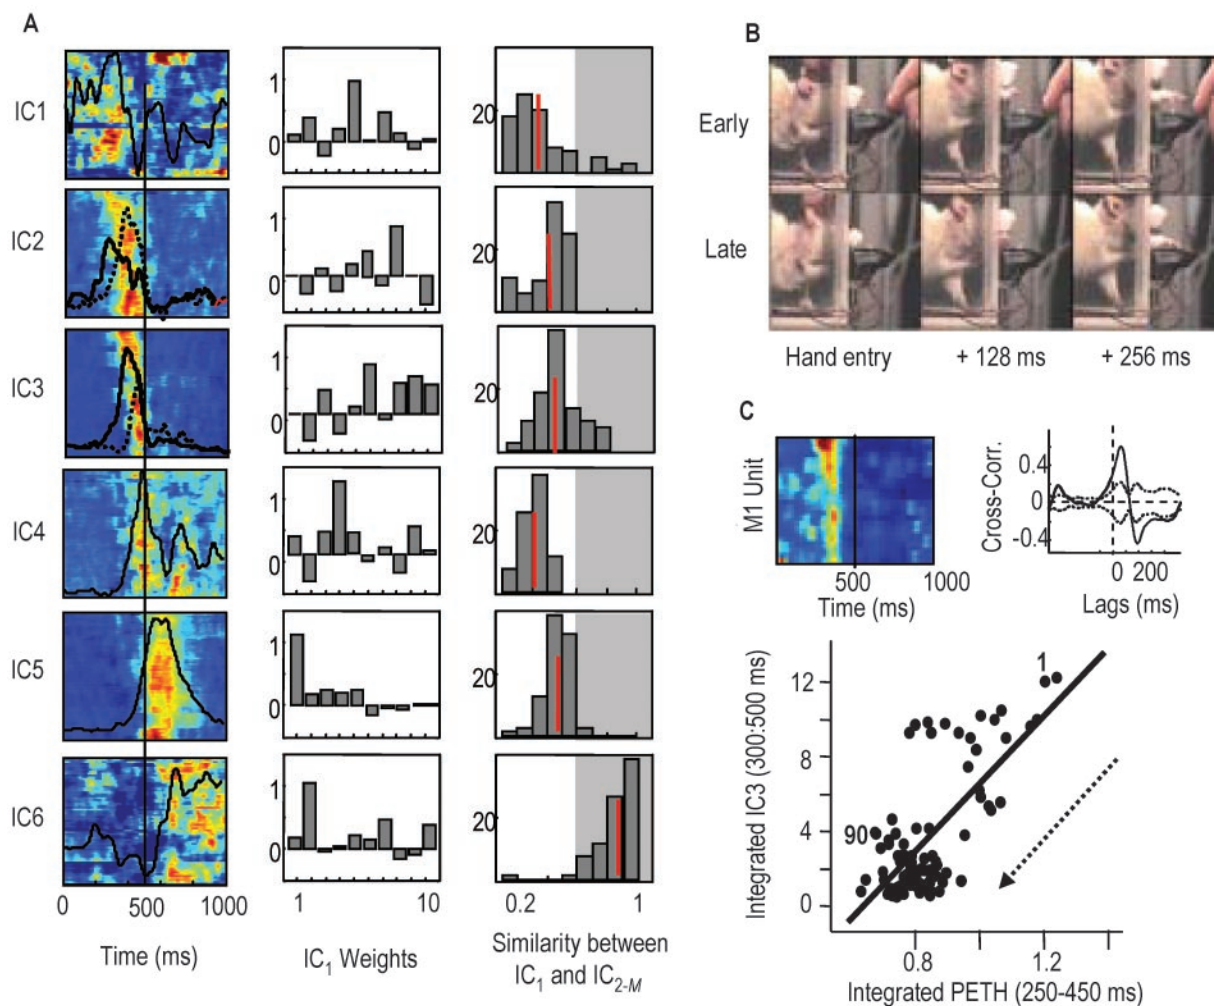 A
IC1
1
0
20
IC2
1
0
20
IC3
1
0
20
IC4
1
0
20
IC5
1
0
20
IC6
1
0
20
0 500 1000
1 10
0.2 1
Time (ms)
IC1 Weights
Similarity between
IC1 and IC2-M
B
Early
Late
Hand entry + 128 ms + 256 ms
C
M1 Unit
500 1000
Time (ms)
Cross-Corr.
0.4
0
-0.4
0 200
Lags (ms)
Integrated IC3 (300:500 ms)
12
8
4
0
1
90
0.8 1 1.2
Integrated PETH (250-450 ms)